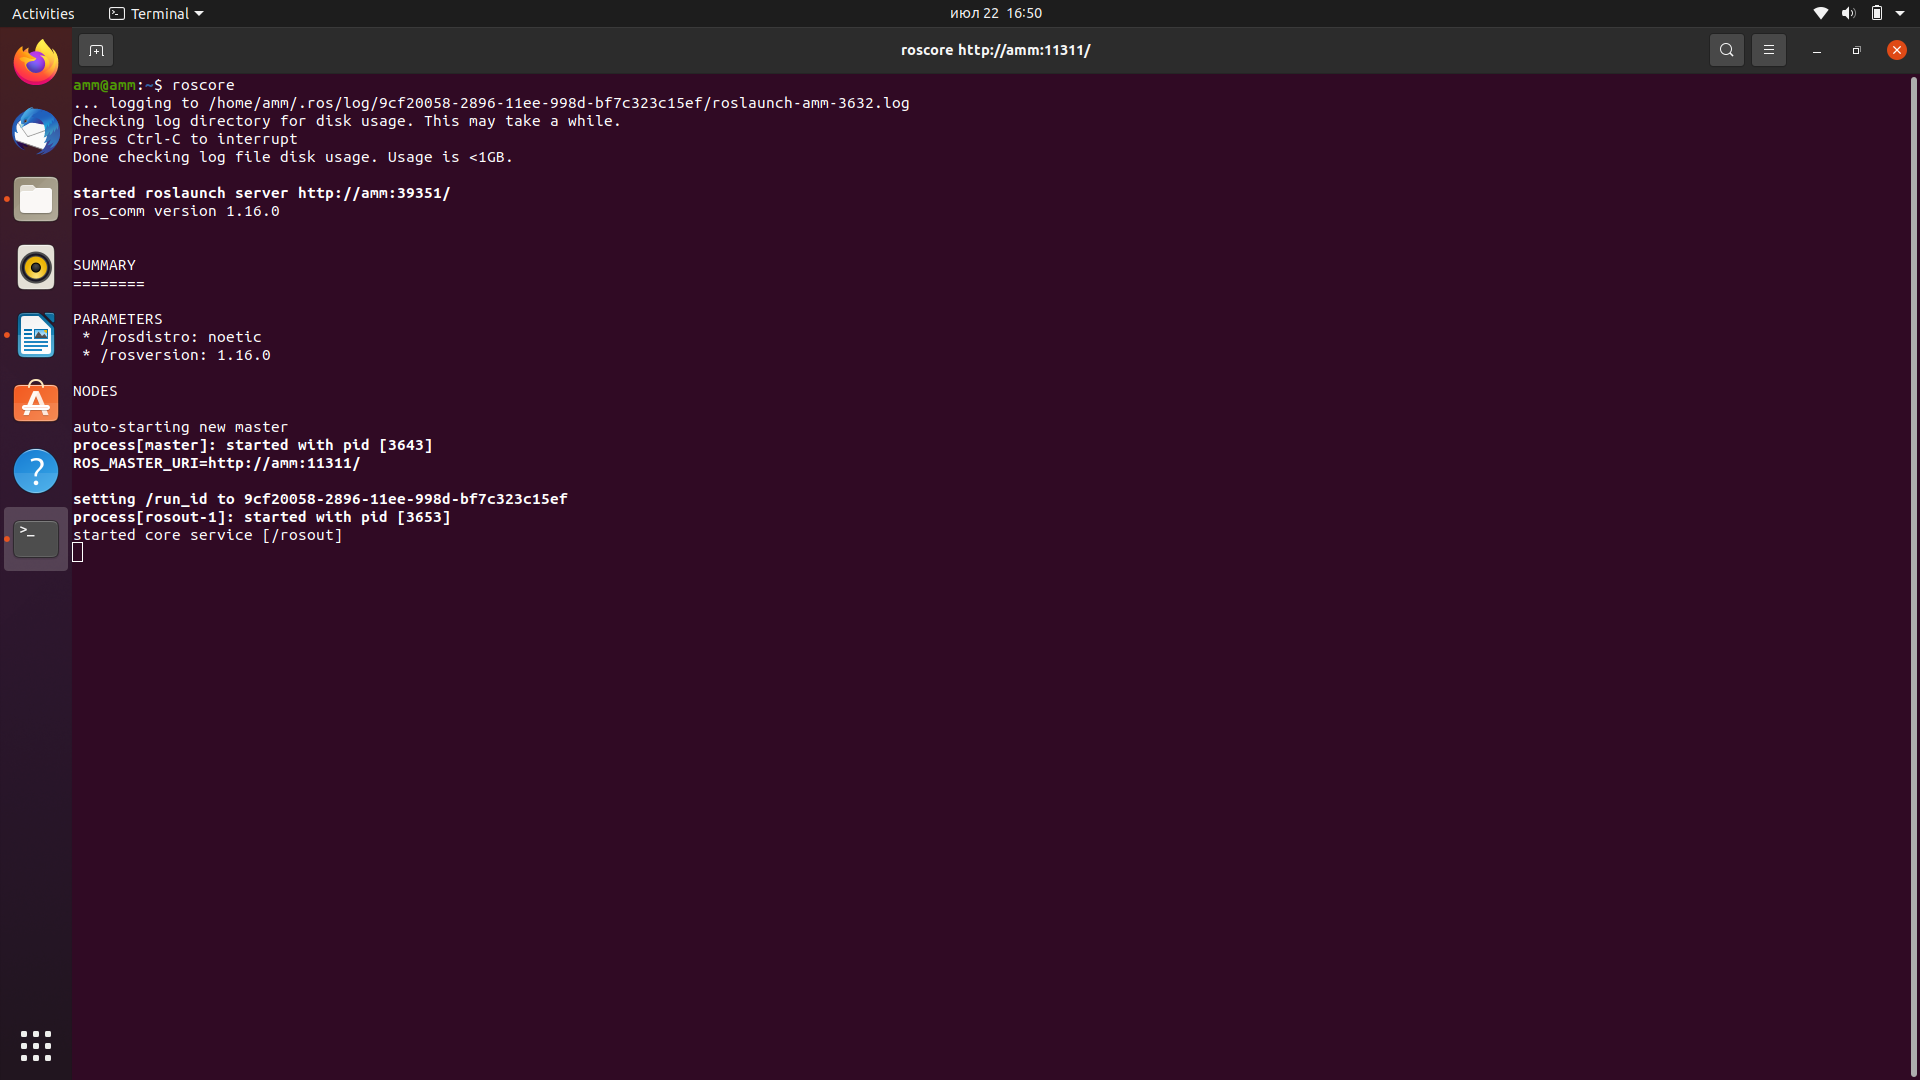 Activities Terminal июл 22 16:50
roscore http://amm:11311/
amm@amm:~$ roscore
... logging to /home/amm/.ros/log/9cf20058-2896-11ee-998d-bf7c323c15ef/roslaunch-amm-3632.log
Checking log directory for disk usage. This may take a while.
Press Ctrl-C to interrupt
Done checking log file disk usage. Usage is <1GB.
started roslaunch server http://amm:39351/
ros_comm version 1.16.0
SUMMARY
========
PARAMETERS
* /rosdistro: noetic
* /rosversion: 1.16.0
NODES
auto-starting new master
process[master]: started with pid [3643]
ROS_MASTER_URI=http://amm:11311/
setting /run_id to 9cf20058-2896-11ee-998d-bf7c323c15ef
process[rosout-1]: started with pid [3653]
started core service [/rosout]